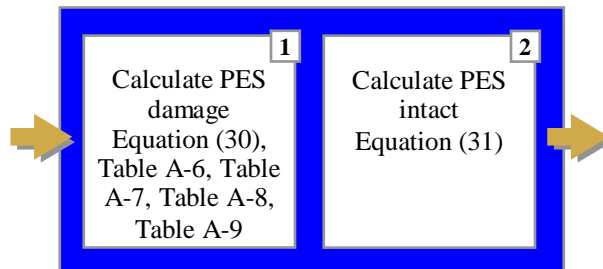 1
Calculate PES
damage
Equation (30),
Table A-6, Table
A-7, Table A-8,
Table A-9
2
Calculate PES
intact
Equation (31)